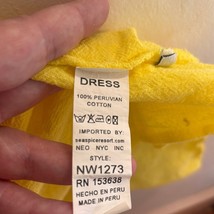 DRESS
100% PERUVIAN
COTTON
IMPORTED BY:
seaspiceresort.com
NEO NYC INC
STYLE:
NW1273
RN 153638
HECHO EN PERU
MADE IN PERU